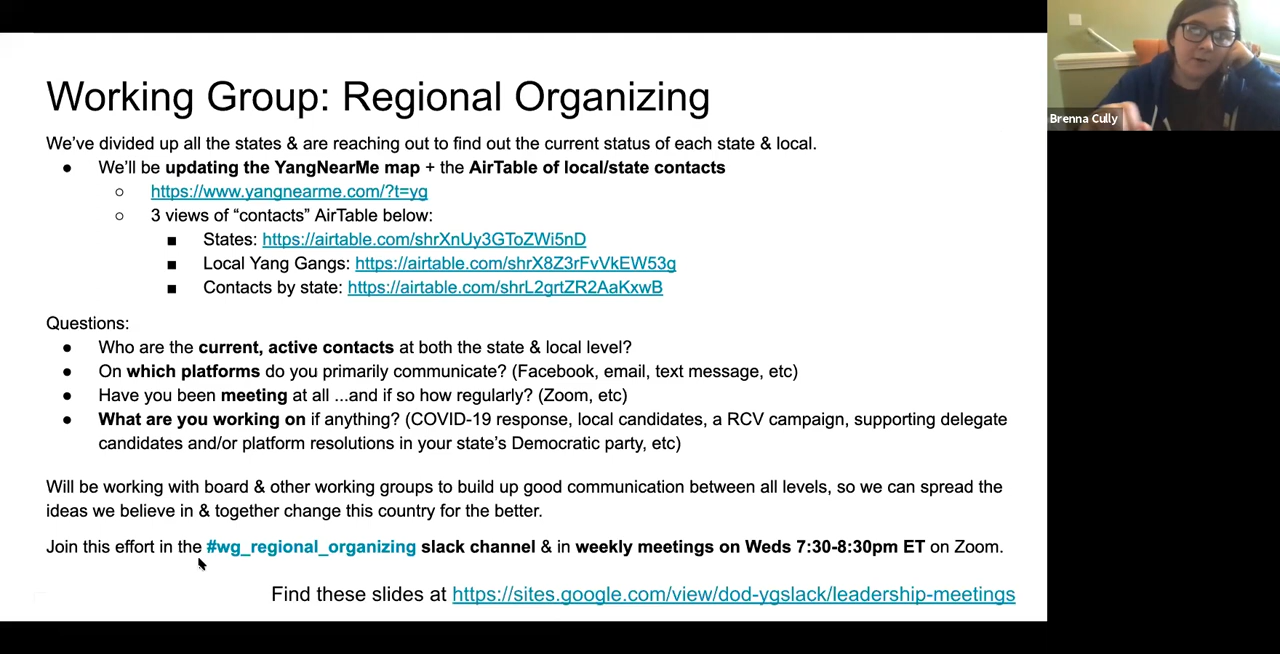 Working Group: Regional Organizing
Brenna Cully
We’ve divided up all the states & are reaching out to find out the current status of each state & local.
● We’ll be updating the YangNearMe map + the AirTable of local/state contacts
○ https://www.yangnearme.com/?t=yg
○ 3 views of “contacts” AirTable below:
■ States: https://airtable.com/shrXnUy3GToZWi5nD
■ Local Yang Gangs: https://airtable.com/shrX8Z3rFvVkEW53g
■ Contacts by state: https://airtable.com/shrL2grtZR2AaKxwB
Questions:
● Who are the current, active contacts at both the state & local level?
● On which platforms do you primarily communicate? (Facebook, email, text message, etc)
● Have you been meeting at all ...and if so how regularly? (Zoom, etc)
● What are you working on if anything? (COVID-19 response, local candidates, a RCV campaign, supporting delegate
candidates and/or platform resolutions in your state’s Democratic party, etc)
Will be working with board & other working groups to build up good communication between all levels, so we can spread the
ideas we believe in & together change this country for the better.
Join this effort in the #wg_regional_organizing slack channel & in weekly meetings on Weds 7:30-8:30pm ET on Zoom.
Find these slides at https://sites.google.com/view/dod-ygslack/leadership-meetings